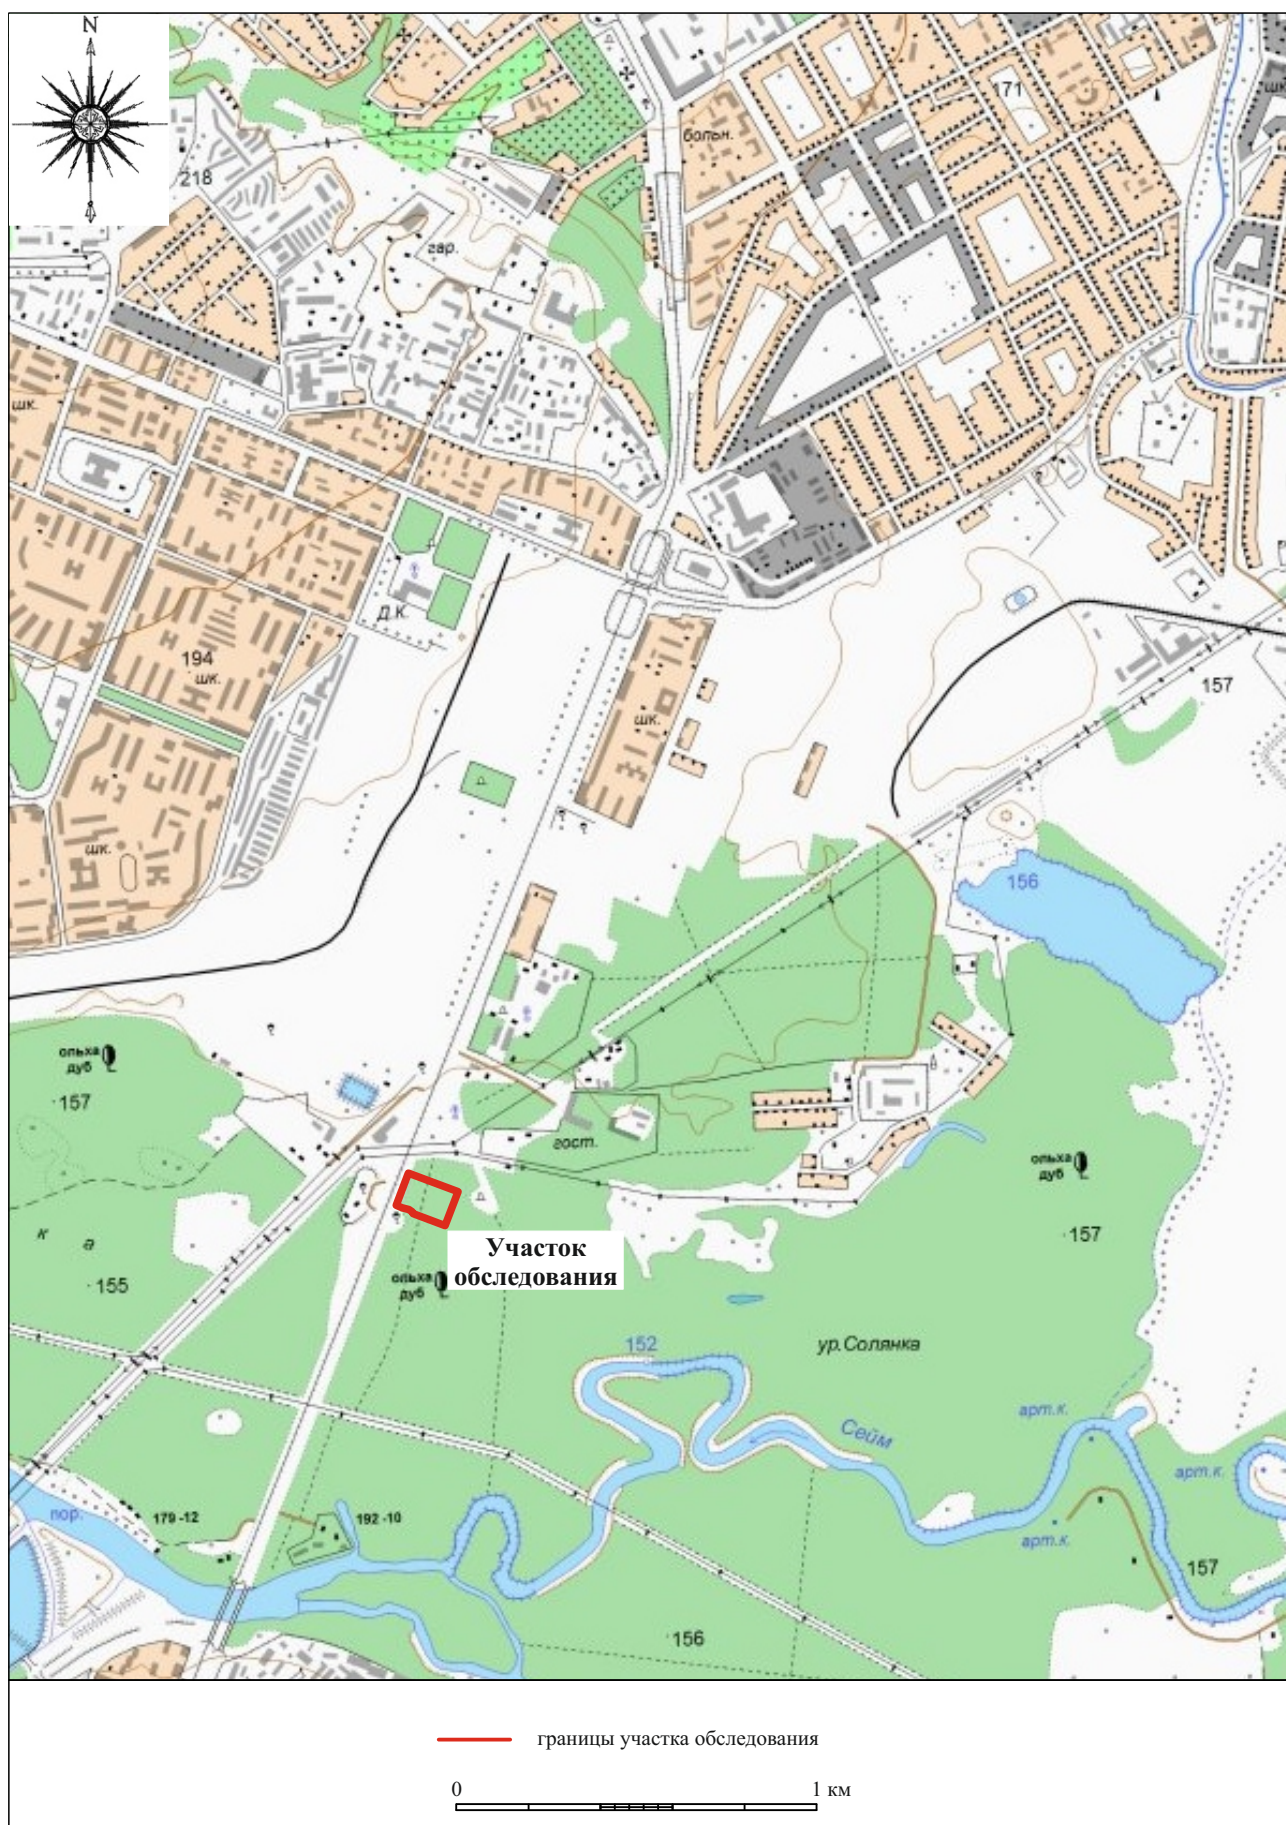 N
171
шк.
больн.
218
гар.
шк.
Д.К.
194
шк.
157
шк.
шк.
156
ольха
дуб
157
гост.
ольха
дуб
157
к а
155
Участок
обследования
ольха
дуб
152
ур.Солянка
Сейм
арт.к.
арт.к.
пор.
179-12
192-10
арт.к.
157
156
границы участка обследования
0 1 км